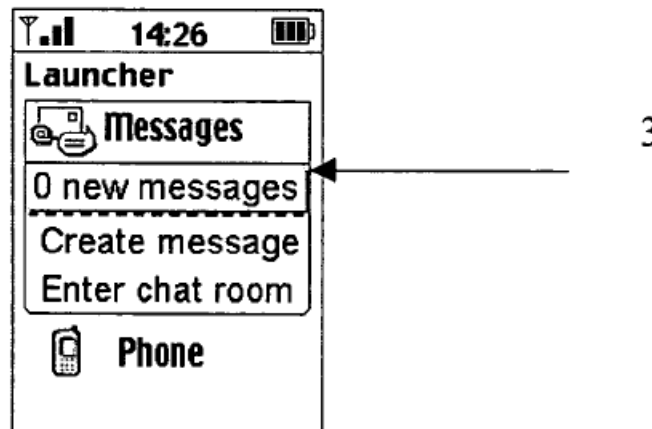 14:26
Launcher
Messages
0 new messages
3
Create message
Enter chat room
Phone